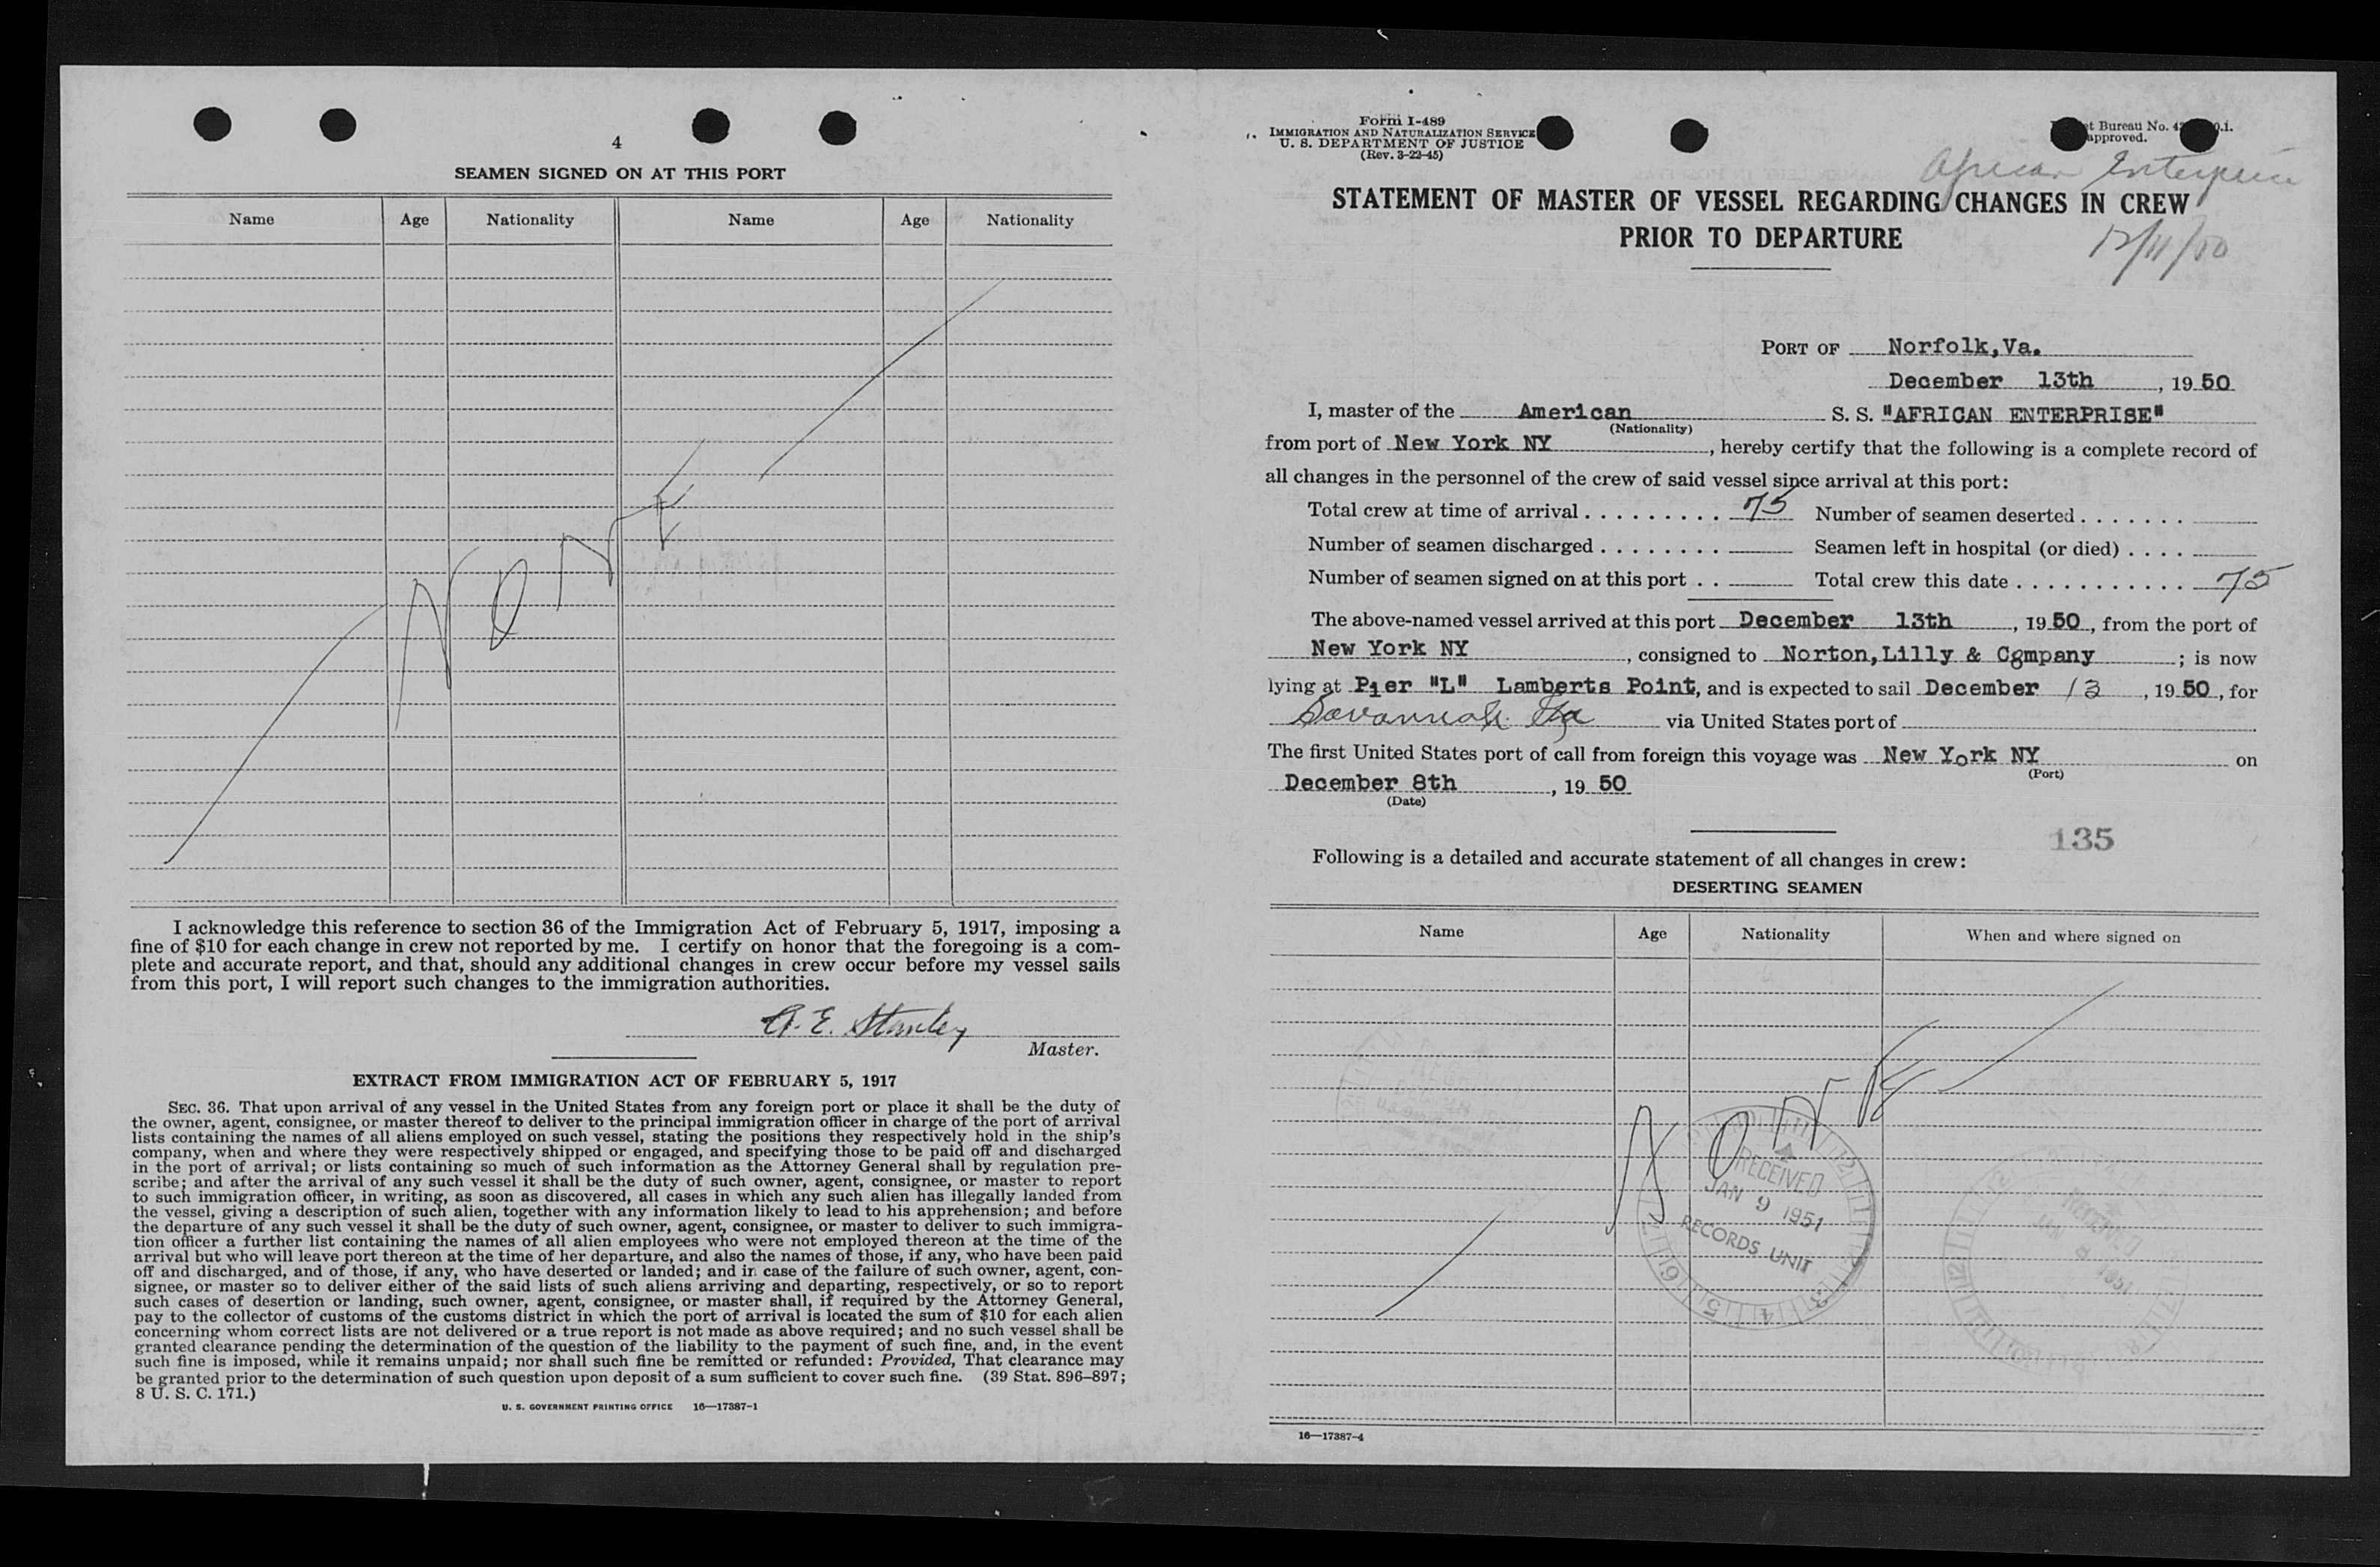 4
SEAMEN SIGNED ON AT THIS PORT
Name Age Nationality Name Age Nationality
NONE
I acknowledge this reference to section 36 of the Immigration Act of February 5, 1917, imposing a
fine of $10 for each change in crew not reported by me. I certify on honor that the foregoing is a com-
plete and accurate report, and that, should any additional changes in crew occur before my vessel sails
from this port, I will report such changes to the immigration authorities.
A. E. Stanley
Master.
EXTRACT FROM IMMIGRATION ACT OF FEBRUARY 5, 1917
SEC. 36. That upon arrival of any vessel in the United States from any foreign port or place it shall be the duty of
the owner, agent, consignee, or master thereof to deliver to the principal immigration officer in charge of the port of arrival
lists containing the names of all aliens employed on such vessel, stating the positions they respectively hold in the ship's
company, when and where they were respectively shipped or engaged, and specifying those to be paid off and discharged
in the port of arrival; or lists containing so much of such information as the Attorney General shall by regulation pre-
scribe; and after the arrival of any such vessel it shall be the duty of such owner, agent, consignee, or master to report
to such immigration officer, in writing, as soon as discovered, all cases in which any such alien has illegally landed from
the vessel, giving a description of such alien, together with any information likely to lead to his apprehension; and before
the departure of any such vessel it shall be the duty of such owner, agent, consignee, or master to deliver to such immigra-
tion officer a further list containing the names of all alien employees who were not employed thereon at the time of the
arrival but who will leave port thereon at the time of her departure, and also the names of those, if any, who have been paid
off and discharged, and of those, if any, who have deserted or landed; and in case of the failure of such owner, agent, con-
signee, or master so to deliver either of the said lists of such aliens arriving and departing, respectively, or so to report
such cases of desertion or landing, such owner, agent, consignee, or master shall, if required by the Attorney General,
pay to the collector of customs of the customs district in which the port of arrival is located the sum of $10 for each alien
concerning whom correct lists are not delivered or a true report is not made as above required; and no such vessel shall be
granted clearance pending the determination of the question of the liability to the payment of such fine, and, in the event
such fine is imposed, while it remains unpaid; nor shall such fine be remitted or refunded: Provided, That clearance may
be granted prior to the determination of such question upon deposit of a sum sufficient to cover such fine. (39 Stat. 896–897;
8 U. S. C. 171.)
U. S. GOVERNMENT PRINTING OFFICE 16—17387-1
Form I-489
IMMIGRATION AND NATURALIZATION SERVICE
U. S. DEPARTMENT OF JUSTICE
(Rev. 3-22-45)
Bureau No.
approved.
African Enterprise
STATEMENT OF MASTER OF VESSEL REGARDING CHANGES IN CREW
PRIOR TO DEPARTURE
12/11/50
PORT OF Norfolk,Va.
December 13th, 19 50
I, master of the American S. S. "AFRICAN ENTERPRISE"
(Nationality)
from port of New York NY, hereby certify that the following is a complete record of
all changes in the personnel of the crew of said vessel since arrival at this port:
Total crew at time of arrival . . . . . . . . . 75 Number of seamen deserted . . . . . . .
Number of seamen discharged . . . . . . . . Seamen left in hospital (or died) . . . .
Number of seamen signed on at this port . . Total crew this date . . . . . . . . . . . 75
The above-named vessel arrived at this port December 13th, 19 50, from the port of
New York NY, consigned to Norton,Lilly & Cgmpany; is now
lying at Pier "L" Lamberts Point, and is expected to sail December 13, 19 50, for
Savannah Ga via United States port of
The first United States port of call from foreign this voyage was New York NY on
(Port)
December 8th, 19 50
(Date)
135
Following is a detailed and accurate statement of all changes in crew:
DESERTING SEAMEN
Name Age Nationality When and where signed on
NONE
RECEIVED
JAN 9 1951
RECORDS UNIT
16—17387-4